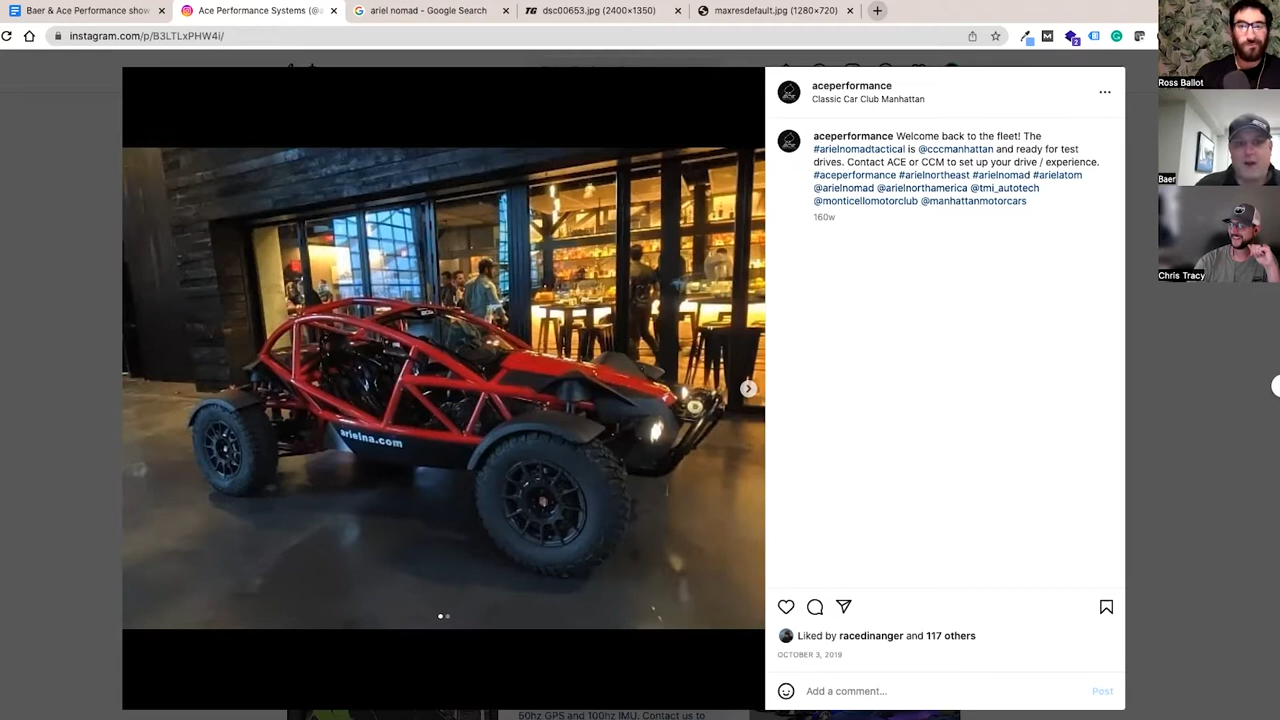 Baer & Ace Performance show
Ace Performance Systems (@a
ariel nomad - Google Search
TG
dsc00653.jpg (2400×1350)
maxresdefault.jpg (1280×720)
instagram.com/p/B3LTLxPHW4i/
2
Ross Ballot
Baer
Chris Tracy
arielna.com
aceperformance
Classic Car Club Manhattan
aceperformance Welcome back to the fleet! The
#arielnomadtactical is @cccmanhattan and ready for test
drives. Contact ACE or CCM to set up your drive / experience.
#aceperformance #arielnortheast #arielnomad #arielatom
@arielnomad @arielnorthamerica @tmi_autotech
@monticellomotorclub @manhattanmotorcars
160w
Liked by racedinanger and 117 others
OCTOBER 3, 2019
Add a comment...
Post
50hz GPS and 100hz IMU. Contact us to